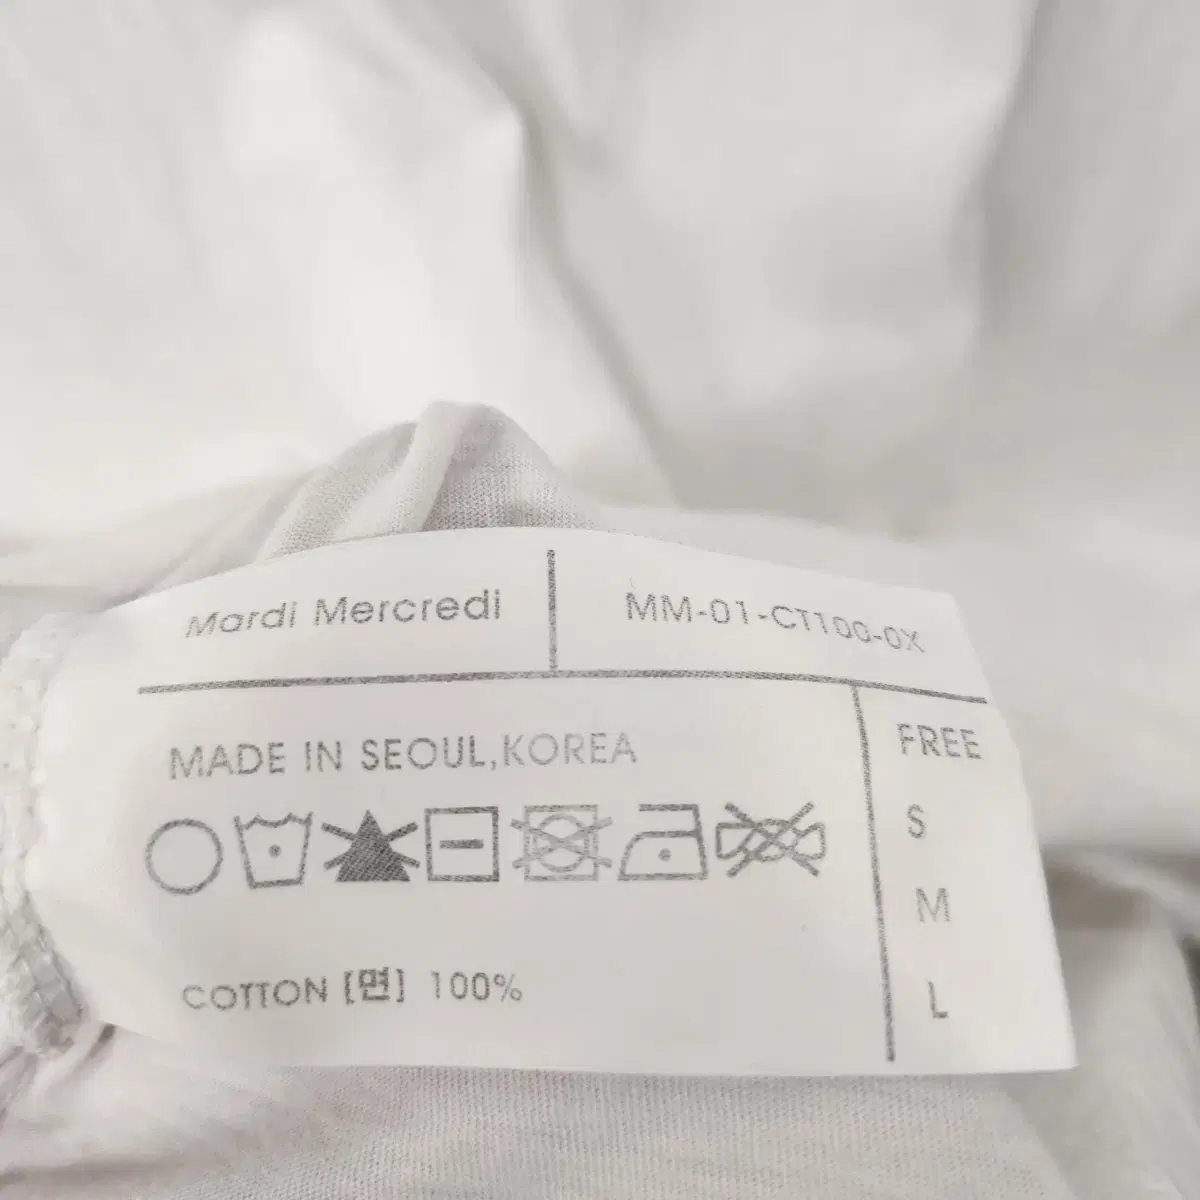 Mardi Mercredi
MM-01-CT100-0X
MADE IN SEOUL,KOREA
COTTON [면] 100%
FREE
S
M
L